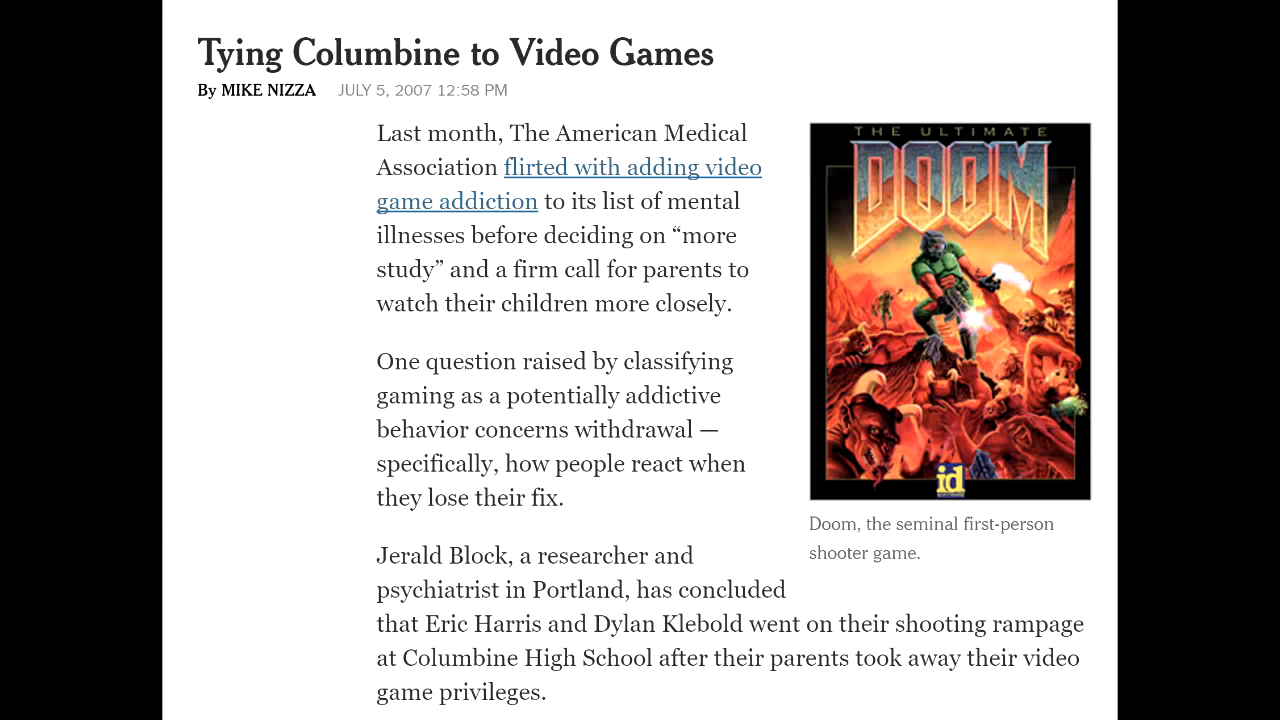 Tying Columbine to Video Games
By MIKE NIZZA JULY 5, 2007 12:58 PM
Last month, The American Medical
Association flirted with adding video
game addiction to its list of mental
illnesses before deciding on “more
study” and a firm call for parents to
watch their children more closely.
One question raised by classifying
gaming as a potentially addictive
behavior concerns withdrawal —
specifically, how people react when
they lose their fix.
THE ULTIMATE
DOOM
id
Doom, the seminal first-person
shooter game.
Jerald Block, a researcher and
psychiatrist in Portland, has concluded
that Eric Harris and Dylan Klebold went on their shooting rampage
at Columbine High School after their parents took away their video
game privileges.